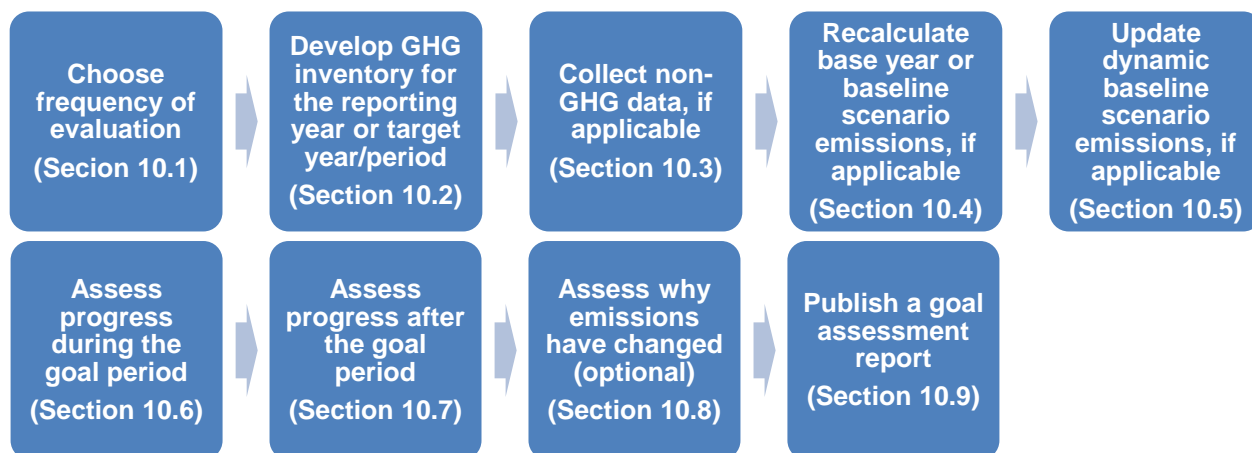 Choose
frequency of
evaluation
(Secion 10.1)
Develop GHG
inventory for
the reporting
year or target
year/period
(Section 10.2)
Collect non-
GHG data, if
applicable
(Section 10.3)
Recalculate
base year or
baseline
scenario
emissions, if
applicable
(Section 10.4)
Update
dynamic
baseline
scenario
emissions, if
applicable
(Section 10.5)
Assess
progress
during the
goal period
(Section 10.6)
Assess
progress after
the goal
period
(Section 10.7)
Assess why
emissions
have changed
(optional)
(Section 10.8)
Publish a goal
assessment
report
(Section 10.9)